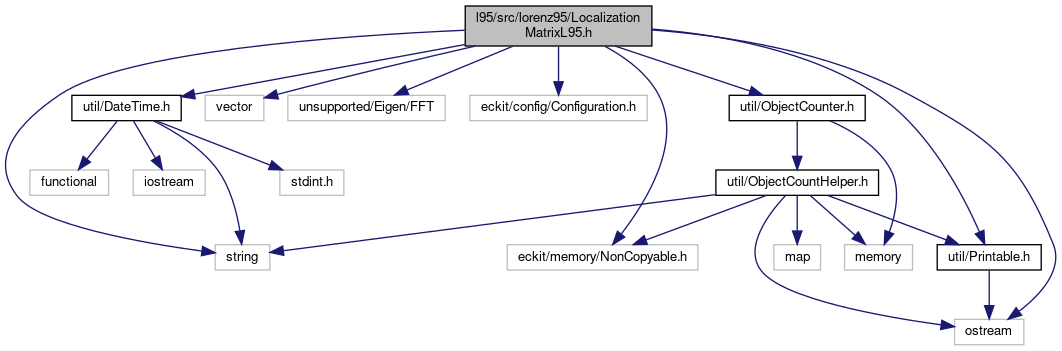 l95/src/lorenz95/Localization
MatrixL95.h
util/DateTime.h
vector
unsupported/Eigen/FFT
eckit/config/Configuration.h
util/ObjectCounter.h
functional
iostream
stdint.h
util/ObjectCountHelper.h
string
eckit/memory/NonCopyable.h
map
memory
util/Printable.h
ostream